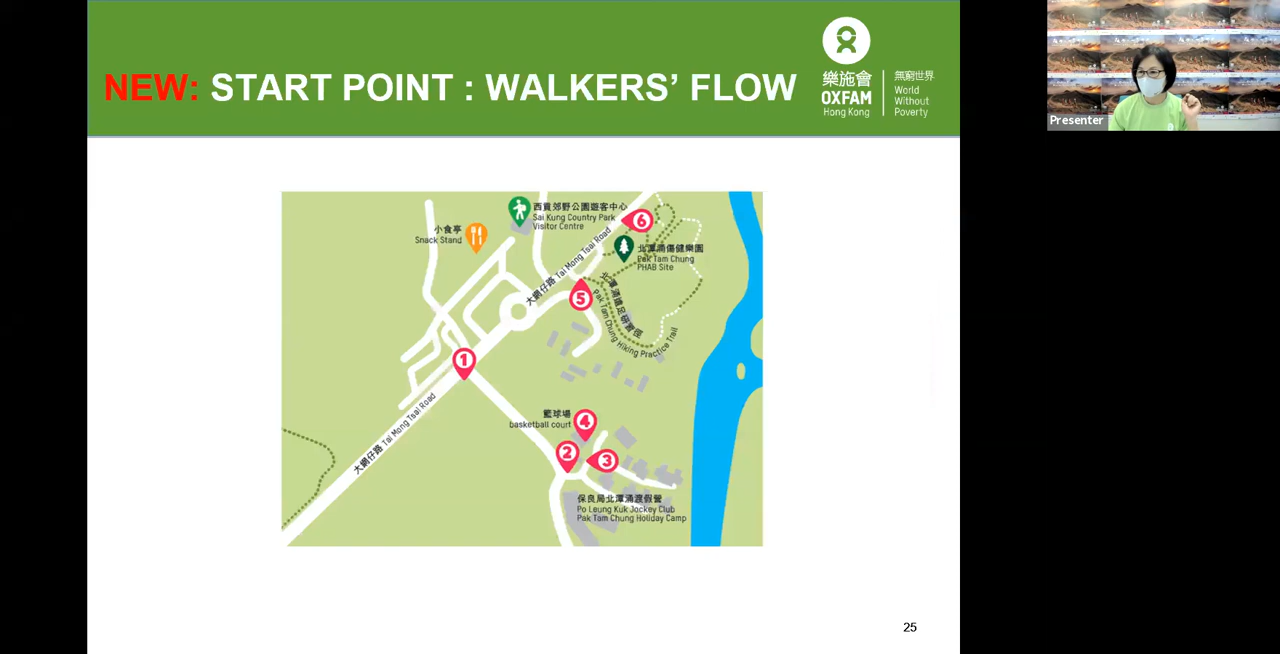 NEW: START POINT : WALKERS’ FLOW
樂施會
OXFAM
Hong Kong
無窮世界
World
Without
Poverty
Presenter
西貢郊野公園遊客中心
Sai Kung Country Park
Visitor Centre
小食亭
Snack Stand
6
北潭涌傷健樂園
Pak Tam Chung
PHAB Site
大網仔路 Tai Mong Tsai Road
5
北潭涌遠足研習徑
Pak Tam Chung Hiking Practice Trail
1
大網仔路 Tai Mong Tsai Road
籃球場
basketball court
4
2
3
保良局北潭涌渡假營
Po Leung Kuk Jockey Club
Pak Tam Chung Holiday Camp
25